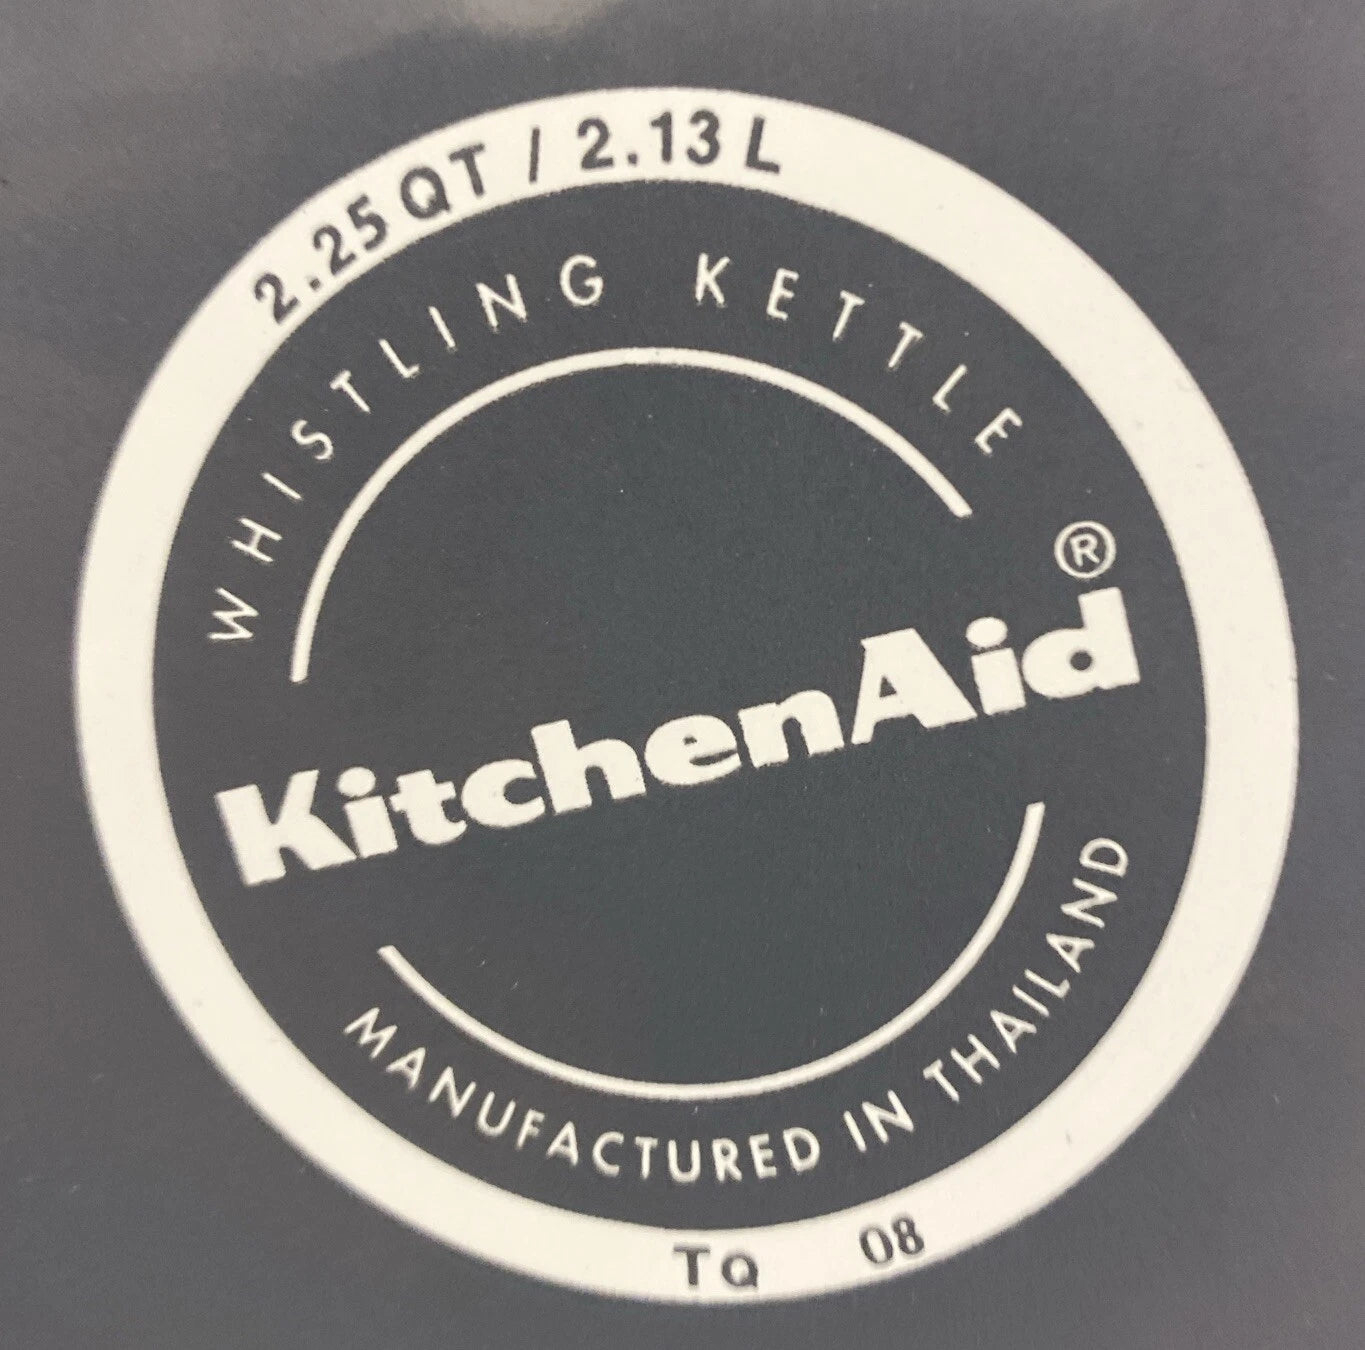 2.25 QT / 2.13 L
WHISTLING KETTLE
KitchenAid®
MANUFACTURED IN THAILAND
TQ 08